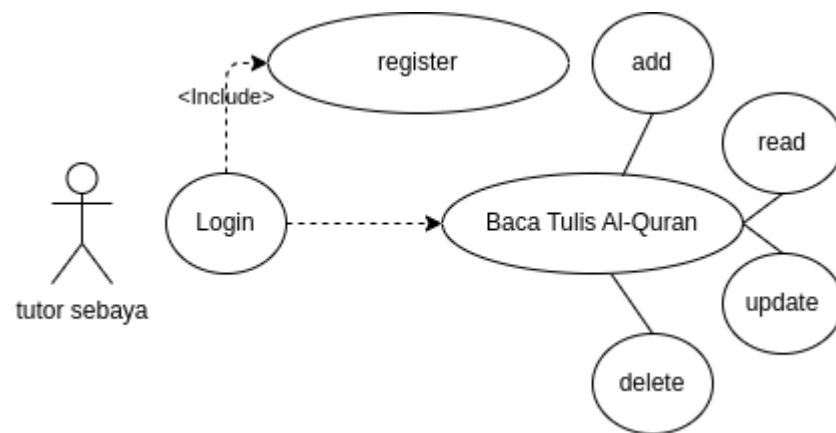 register
add
<Include>
read
Login
Baca Tulis Al-Quran
tutor sebaya
update
delete